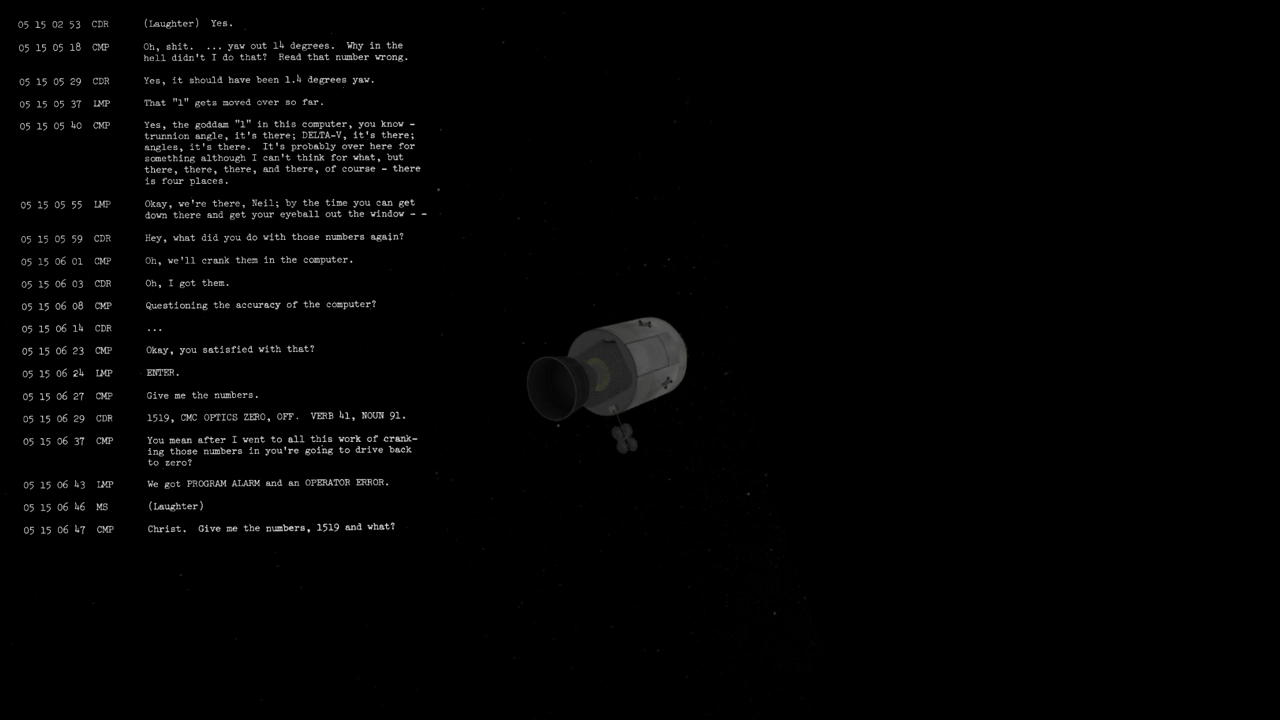 05 15 02 53 CDR (Laughter) Yes.
05 15 05 18 CMP Oh, shit. ... yaw out 14 degrees. Why in the
hell didn't I do that? Read that number wrong.
05 15 05 29 CDR Yes, it should have been 1.4 degrees yaw.
05 15 05 37 LMP That "1" gets moved over so far.
05 15 05 40 CMP Yes, the goddam "1" in this computer, you know -
trunnion angle, it's there; DELTA-V, it's there;
angles, it's there. It's probably over here for
something although I can't think for what, but
there, there, there, and there, of course - there
is four places.
05 15 05 55 LMP Okay, we're there, Neil; by the time you can get
down there and get your eyeball out the window - -
05 15 05 59 CDR Hey, what did you do with those numbers again?
05 15 06 01 CMP Oh, we'll crank them in the computer.
05 15 06 03 CDR Oh, I got them.
05 15 06 08 CMP Questioning the accuracy of the computer?
05 15 06 14 CDR ...
05 15 06 23 CMP Okay, you satisfied with that?
05 15 06 24 LMP ENTER.
05 15 06 27 CMP Give me the numbers.
05 15 06 29 CDR 1519, CMC OPTICS ZERO, OFF. VERB 41, NOUN 91.
05 15 06 37 CMP You mean after I went to all this work of crank-
ing those numbers in you're going to drive back
to zero?
05 15 06 43 LMP We got PROGRAM ALARM and an OPERATOR ERROR.
05 15 06 46 MS (Laughter)
05 15 06 47 CMP Christ. Give me the numbers, 1519 and what?